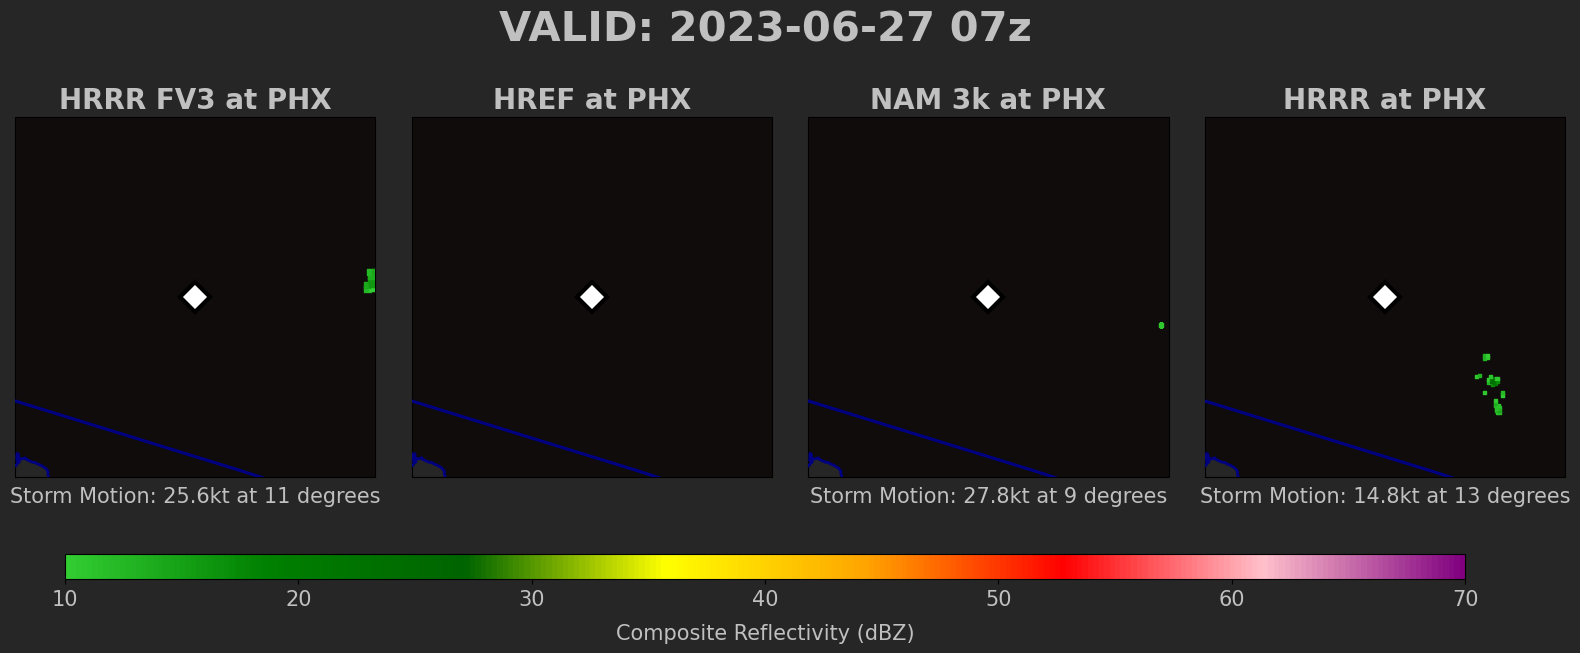 VALID: 2023-06-27 07z
HRRR FV3 at PHX
HREF at PHX
NAM 3k at PHX
HRRR at PHX
Storm Motion: 25.6kt at 11 degrees
Storm Motion: 27.8kt at 9 degrees
Storm Motion: 14.8kt at 13 degrees
10 20 30 40 50 60 70
Composite Reflectivity (dBZ)